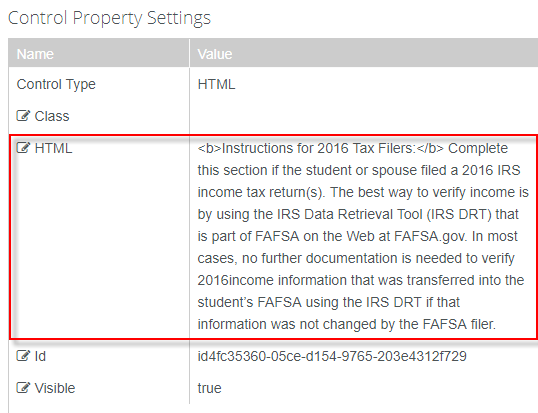 Control Property Settings
Name Value
Control Type HTML
Class
HTML <b>Instructions for 2016 Tax Filers:</b> Complete
this section if the student or spouse filed a 2016 IRS
income tax return(s). The best way to verify income is
by using the IRS Data Retrieval Tool (IRS DRT) that
is part of FAFSA on the Web at FAFSA.gov. In most
cases, no further documentation is needed to verify
2016income information that was transferred into the
student's FAFSA using the IRS DRT if that
information was not changed by the FAFSA filer.
Id id4fc35360-05ce-d154-9765-203e4312f729
Visible true